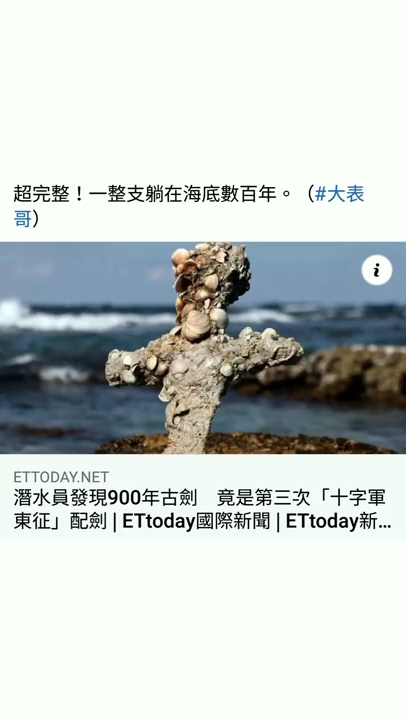 超完整！一整支躺在海底數百年。（#大表
哥）
i
ETTODAY.NET
潛水員發現900年古劍　竟是第三次「十字軍
東征」配劍 | ETtoday國際新聞 | ETtoday新...